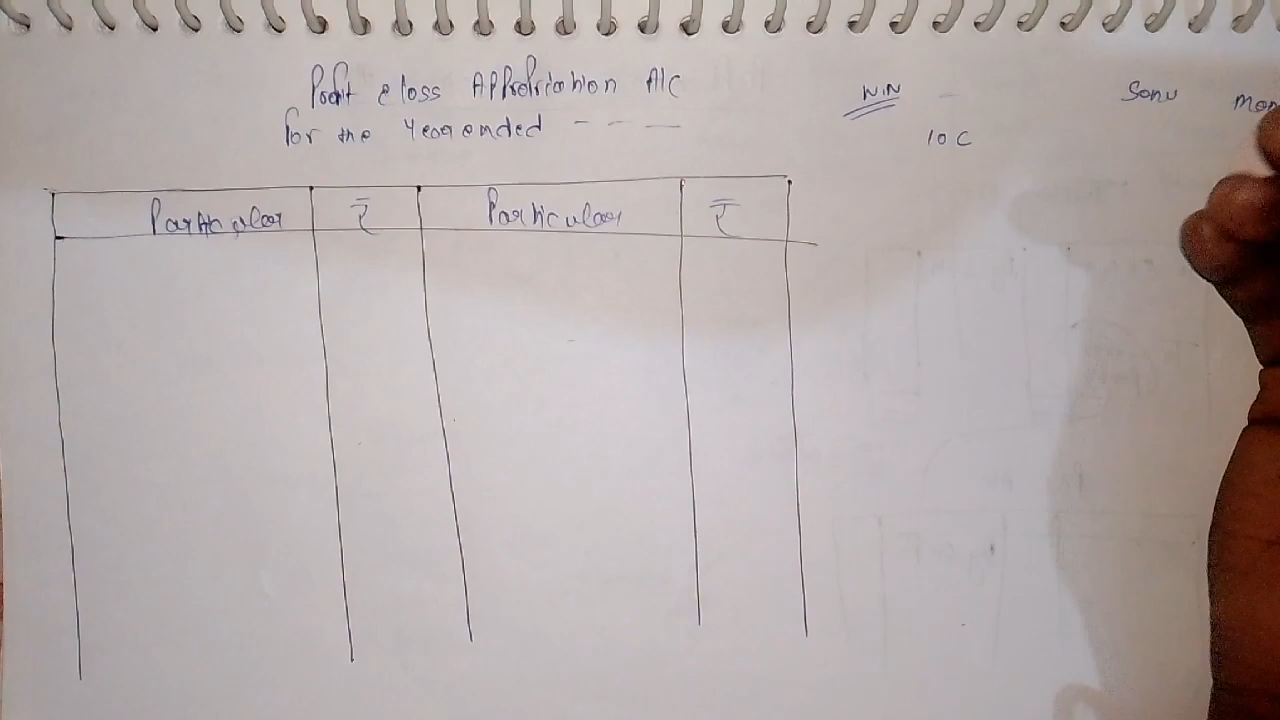 Profit & loss Appropriation A/C
for the Year ended - - -
W.N
Sonu
10 C
Particular ₹ Particular ₹